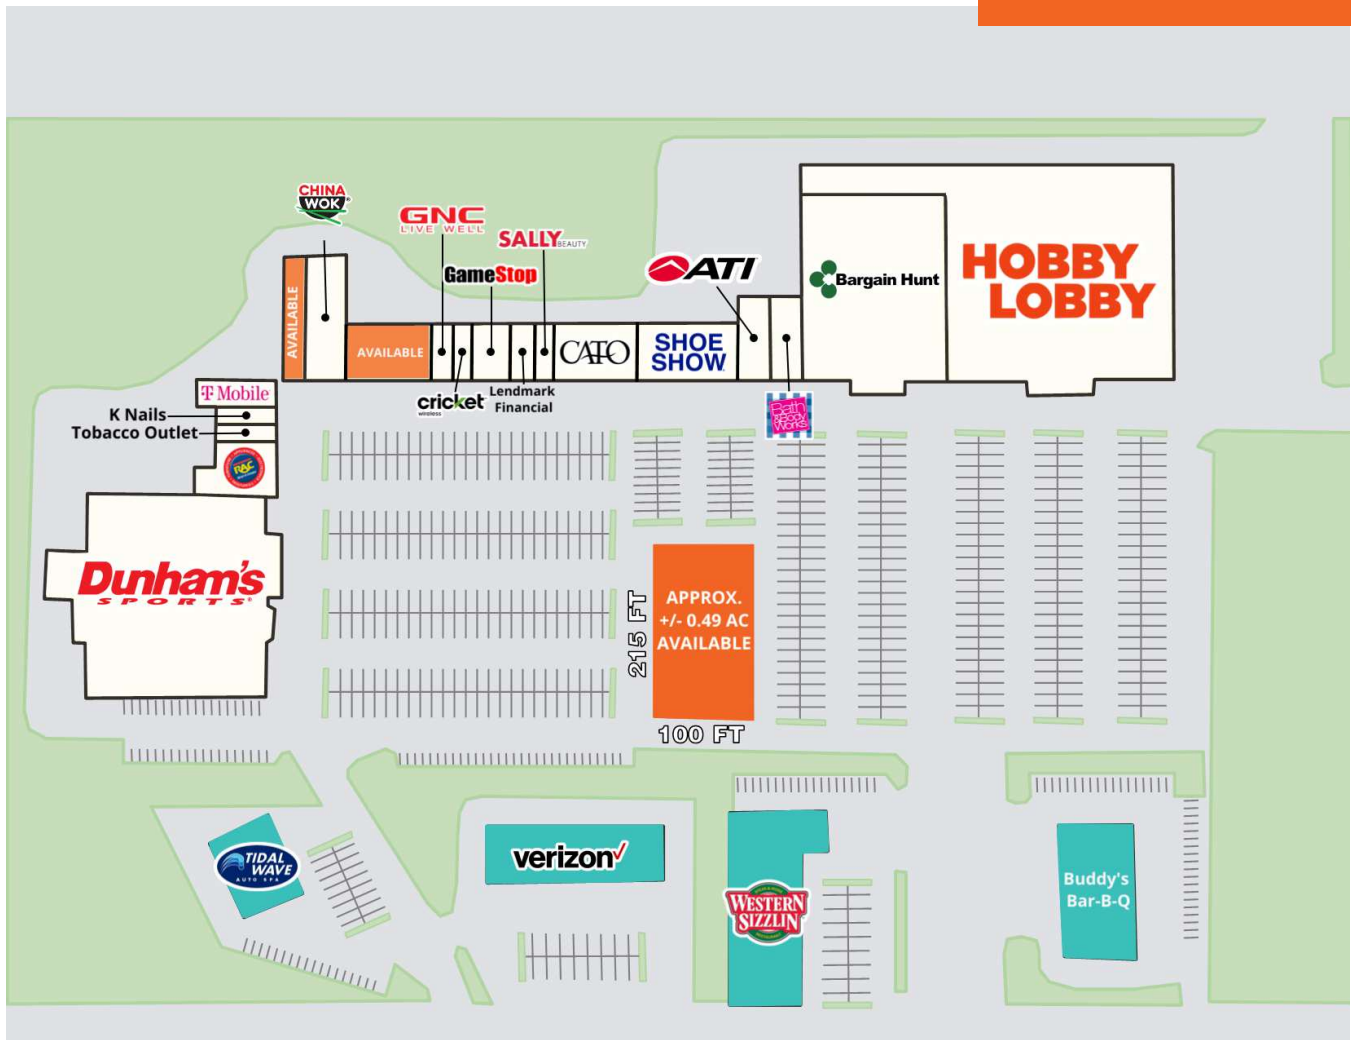 CHINA
WOK
GNC
LIVE WELL
SALLY BEAUTY
GameStop
ATI
Bargain Hunt
HOBBY
LOBBY
AVAILABLE
AVAILABLE
CATO
SHOE
SHOW
cricket
wireless
Lendmark
Financial
Bath
& Body
Works
T Mobile
K Nails
Tobacco Outlet
RAC
Dunham's
SPORTS
APPROX.
+/- 0.49 AC
AVAILABLE
215 FT
100 FT
TIDAL
WAVE
AUTO SPA
verizon
WESTERN
SIZZLIN
Buddy's
Bar-B-Q